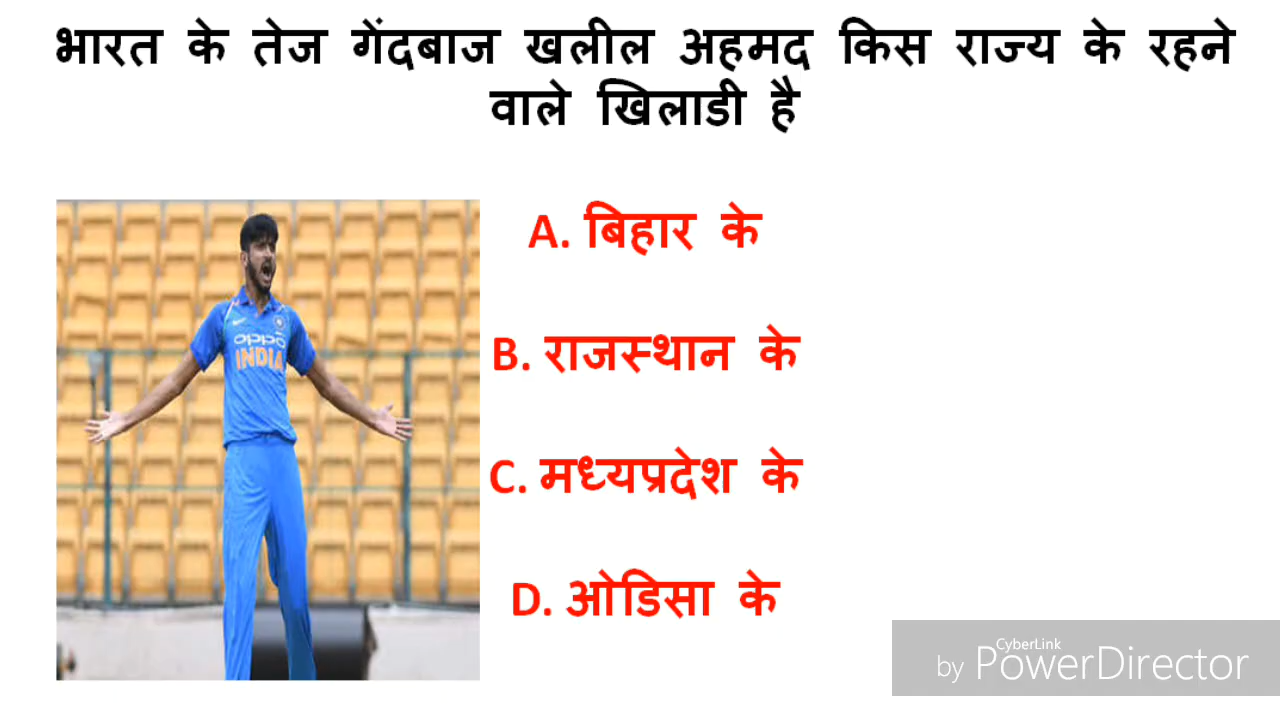 भारत के तेज गेंदबाज खलील अहमद किस राज्य के रहने
वाले खिलाडी है
A. बिहार के
B. राजस्थान के
C. मध्यप्रदेश के
D. ओडिसा के
oppo
INDIA
CyberLink
by PowerDirector